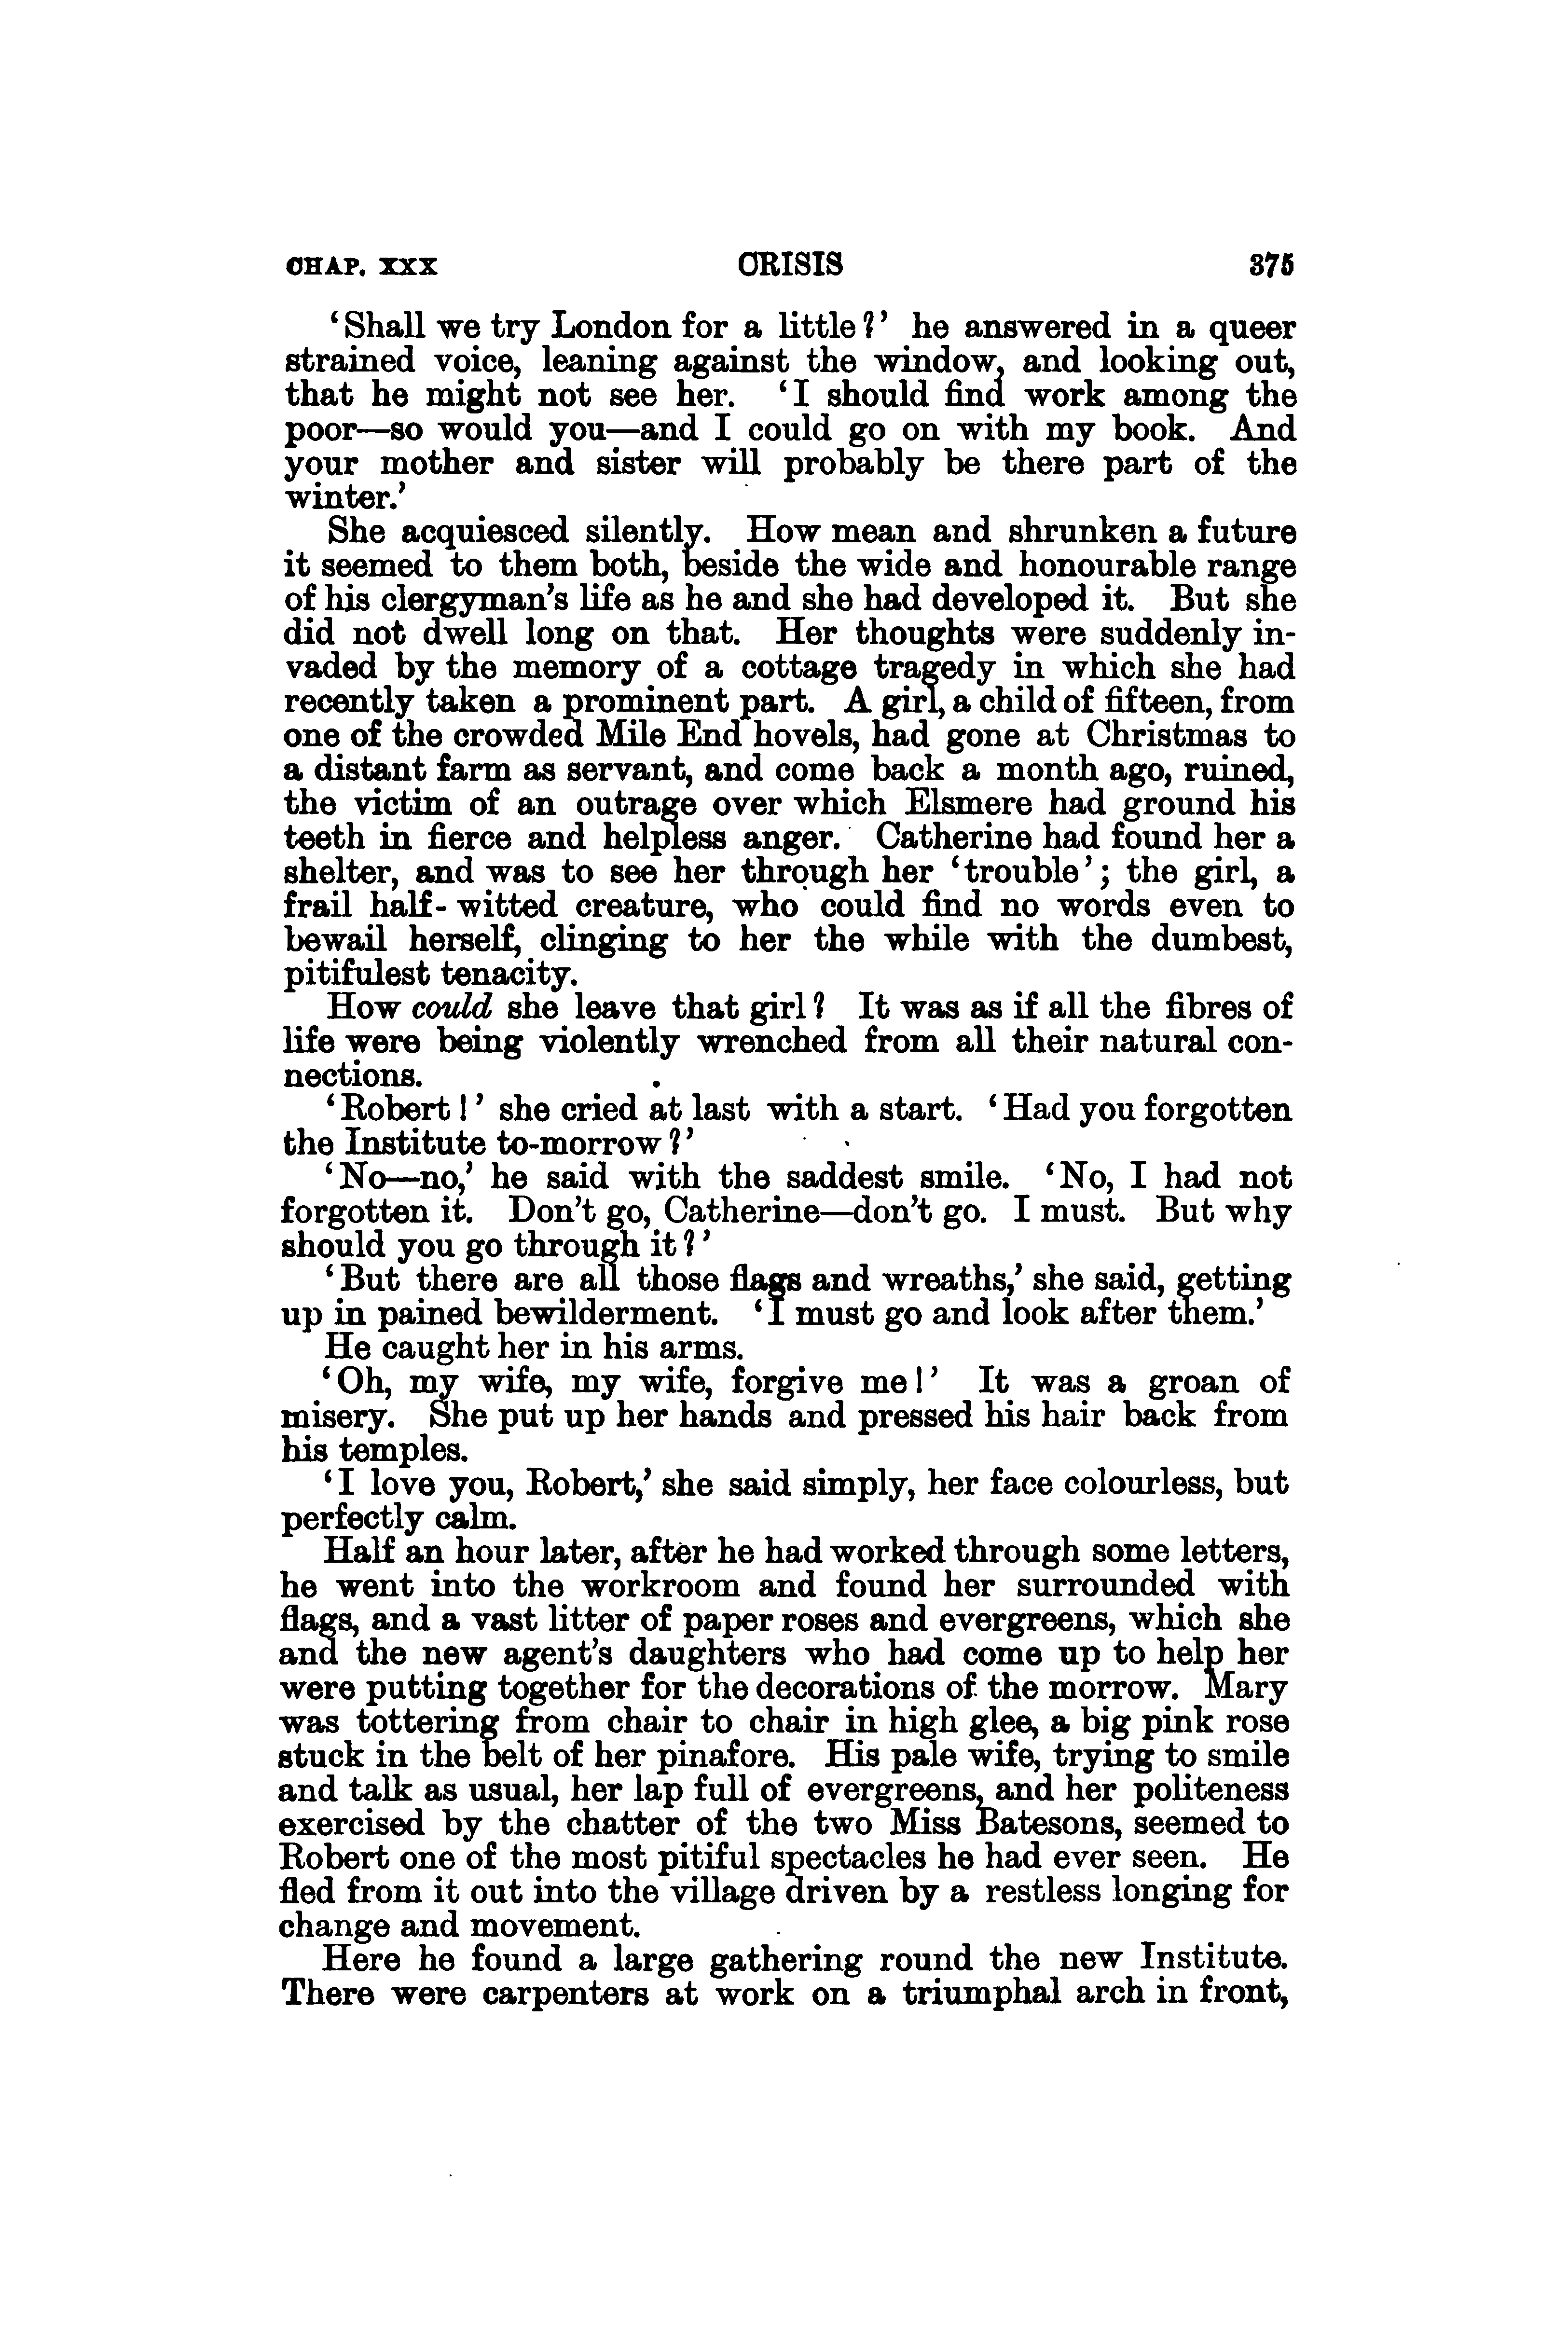 CHAP. XXX CRISIS 375
‘Shall we try London for a little?’ he answered in a queer
strained voice, leaning against the window, and looking out,
that he might not see her. ‘I should find work among the
poor—so would you—and I could go on with my book. And
your mother and sister will probably be there part of the
winter.’
She acquiesced silently. How mean and shrunken a future
it seemed to them both, beside the wide and honourable range
of his clergyman’s life as he and she had developed it. But she
did not dwell long on that. Her thoughts were suddenly in-
vaded by the memory of a cottage tragedy in which she had
recently taken a prominent part. A girl, a child of fifteen, from
one of the crowded Mile End hovels, had gone at Christmas to
a distant farm as servant, and come back a month ago, ruined,
the victim of an outrage over which Elsmere had ground his
teeth in fierce and helpless anger. Catherine had found her a
shelter, and was to see her through her ‘trouble’; the girl, a
frail half-witted creature, who could find no words even to
bewail herself, clinging to her the while with the dumbest,
pitifulest tenacity.
How could she leave that girl? It was as if all the fibres of
life were being violently wrenched from all their natural con-
nections.
‘Robert!’ she cried at last with a start. ‘Had you forgotten
the Institute to-morrow?’
‘No—no,’ he said with the saddest smile. ‘No, I had not
forgotten it. Don’t go, Catherine—don’t go. I must. But why
should you go through it?’
‘But there are all those flags and wreaths,’ she said, getting
up in pained bewilderment. ‘I must go and look after them.’
He caught her in his arms.
‘Oh, my wife, my wife, forgive me!’ It was a groan of
misery. She put up her hands and pressed his hair back from
his temples.
‘I love you, Robert,’ she said simply, her face colourless, but
perfectly calm.
Half an hour later, after he had worked through some letters,
he went into the workroom and found her surrounded with
flags, and a vast litter of paper roses and evergreens, which she
and the new agent’s daughters who had come up to help her
were putting together for the decorations of the morrow. Mary
was tottering from chair to chair in high glee, a big pink rose
stuck in the belt of her pinafore. His pale wife, trying to smile
and talk as usual, her lap full of evergreens, and her politeness
exercised by the chatter of the two Miss Batesons, seemed to
Robert one of the most pitiful spectacles he had ever seen. He
fled from it out into the village driven by a restless longing for
change and movement.
Here he found a large gathering round the new Institute.
There were carpenters at work on a triumphal arch in front,